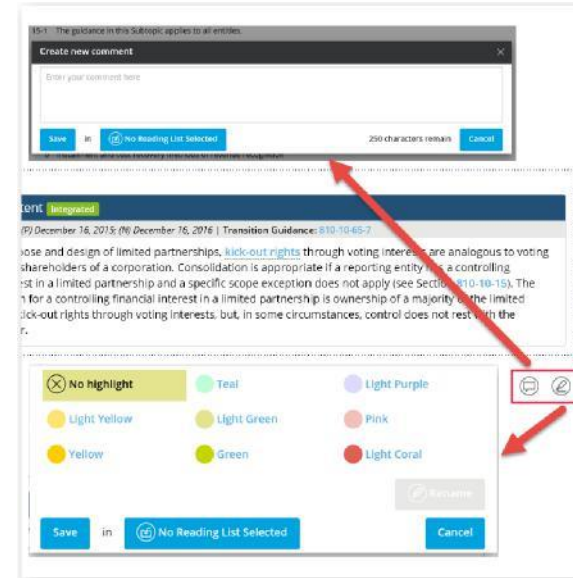 15-1 The guidance in this Subtopic applies to all entities.
Create new comment
Enter your comment here
Save in No Reading List Selected 250 characters remain Cancel
tent Integrated
(P) December 16, 2015; (N) December 16, 2016 | Transition Guidance: 810-10-65-7
ose and design of limited partnerships, kick-out rights through voting interests are analogous to voting
shareholders of a corporation. Consolidation is appropriate if a reporting entity has a controlling
est in a limited partnership and a specific scope exception does not apply (see Section 810-10-15). The
n for a controlling financial interest in a limited partnership is ownership of a majority of the limited
ick-out rights through voting interests, but, in some circumstances, control does not rest with the
r.
No highlight Teal Light Purple
Light Yellow Light Green Pink
Yellow Green Light Coral
Rename
Save in No Reading List Selected Cancel